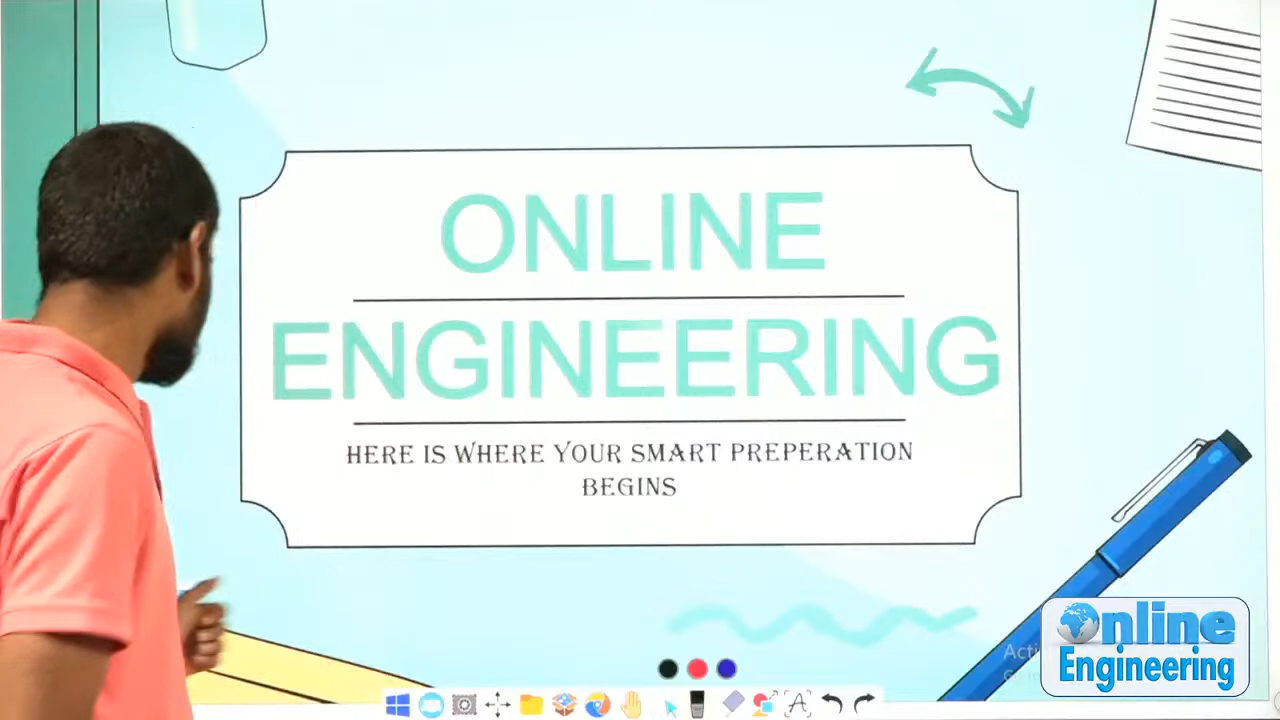 ONLINE
ENGINEERING
HERE IS WHERE YOUR SMART PREPERATION
BEGINS
Online
Engineering